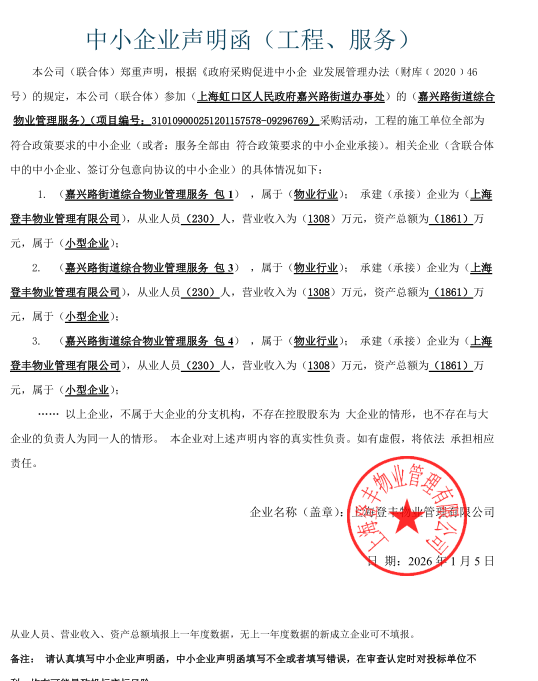 中小企业声明函（工程、服务）
本公司（联合体）郑重声明，根据《政府采购促进中小企 业发展管理办法（财库﹝2020﹞46
号）的规定，本公司（联合体）参加（上海虹口区人民政府嘉兴路街道办事处）的（嘉兴路街道综合
物业管理服务）（项目编号：310109000251201157578-09296769）采购活动，工程的施工单位全部为
符合政策要求的中小企业（或者：服务全部由 符合政策要求的中小企业承接）。相关企业（含联合体
中的中小企业、签订分包意向协议的中小企业）的具体情况如下：
1. （嘉兴路街道综合物业管理服务 包 1） ，属于（物业行业）； 承建（承接）企业为（上海
登丰物业管理有限公司），从业人员（230）人，营业收入为（1308）万元，资产总额为（1861）万
元，属于（小型企业）；
2. （嘉兴路街道综合物业管理服务 包 3） ，属于（物业行业）； 承建（承接）企业为（上海
登丰物业管理有限公司），从业人员（230）人，营业收入为（1308）万元，资产总额为（1861）万
元，属于（小型企业）；
3. （嘉兴路街道综合物业管理服务 包 4） ，属于（物业行业）； 承建（承接）企业为（上海
登丰物业管理有限公司），从业人员（230）人，营业收入为（1308）万元，资产总额为（1861）万
元，属于（小型企业）；
…… 以上企业，不属于大企业的分支机构，不存在控股股东为 大企业的情形，也不存在与大
企业的负责人为同一人的情形。 本企业对上述声明内容的真实性负责。如有虚假，将依法 承担相应
责任。
企业名称（盖章）：上海登丰物业管理有限公司
上海登丰物业管理有限公司
日 期：2026 年 1 月 5 日
从业人员、营业收入、资产总额填报上一年度数据，无上一年度数据的新成立企业可不填报。
备注： 请认真填写中小企业声明函，中小企业声明函填写不全或者填写错误，在审查认定时对投标单位不